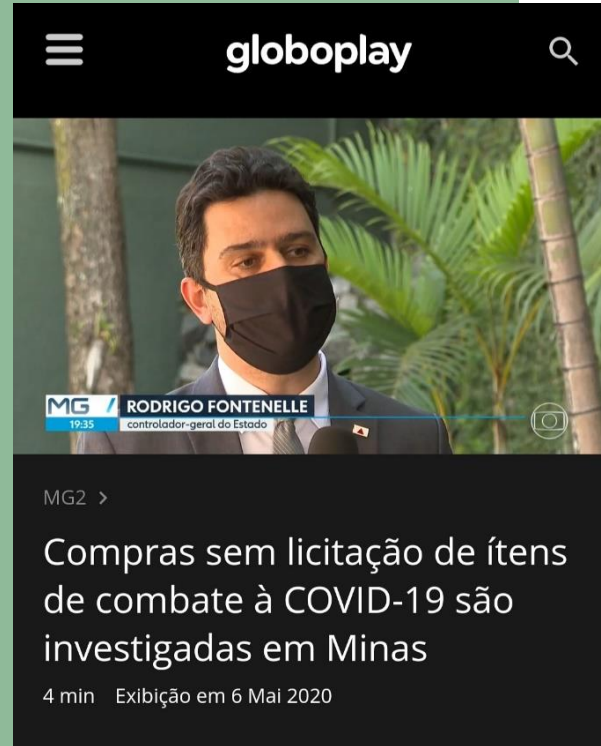 globoplay
MG
RODRIGO FONTENELLE
19:35
controlador-geral do Estado
MG2 >
Compras sem licitação de ítens
de combate à COVID-19 são
investigadas em Minas
4 min Exibição em 6 Mai 2020